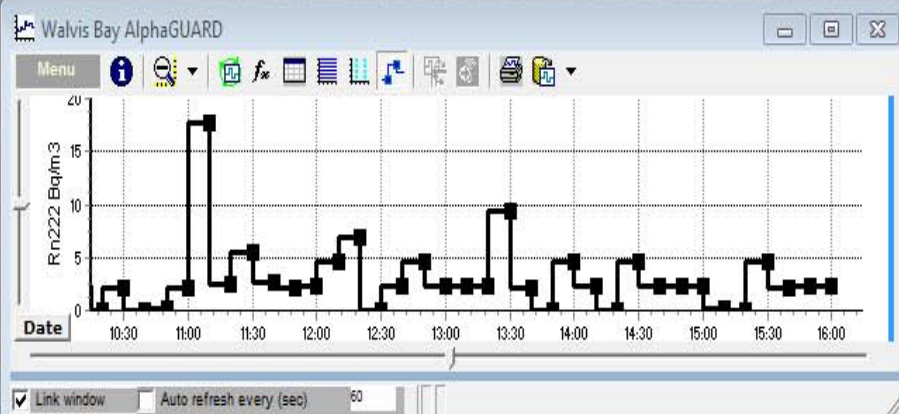 Walvis Bay AlphaGUARD
Menu
20
15
10
5
0
Rn222 Bq/m3
Date
10:30 11:00 11:30 12:00 12:30 13:00 13:30 14:00 14:30 15:00 15:30 16:00
Link window Auto refresh every (sec) 60